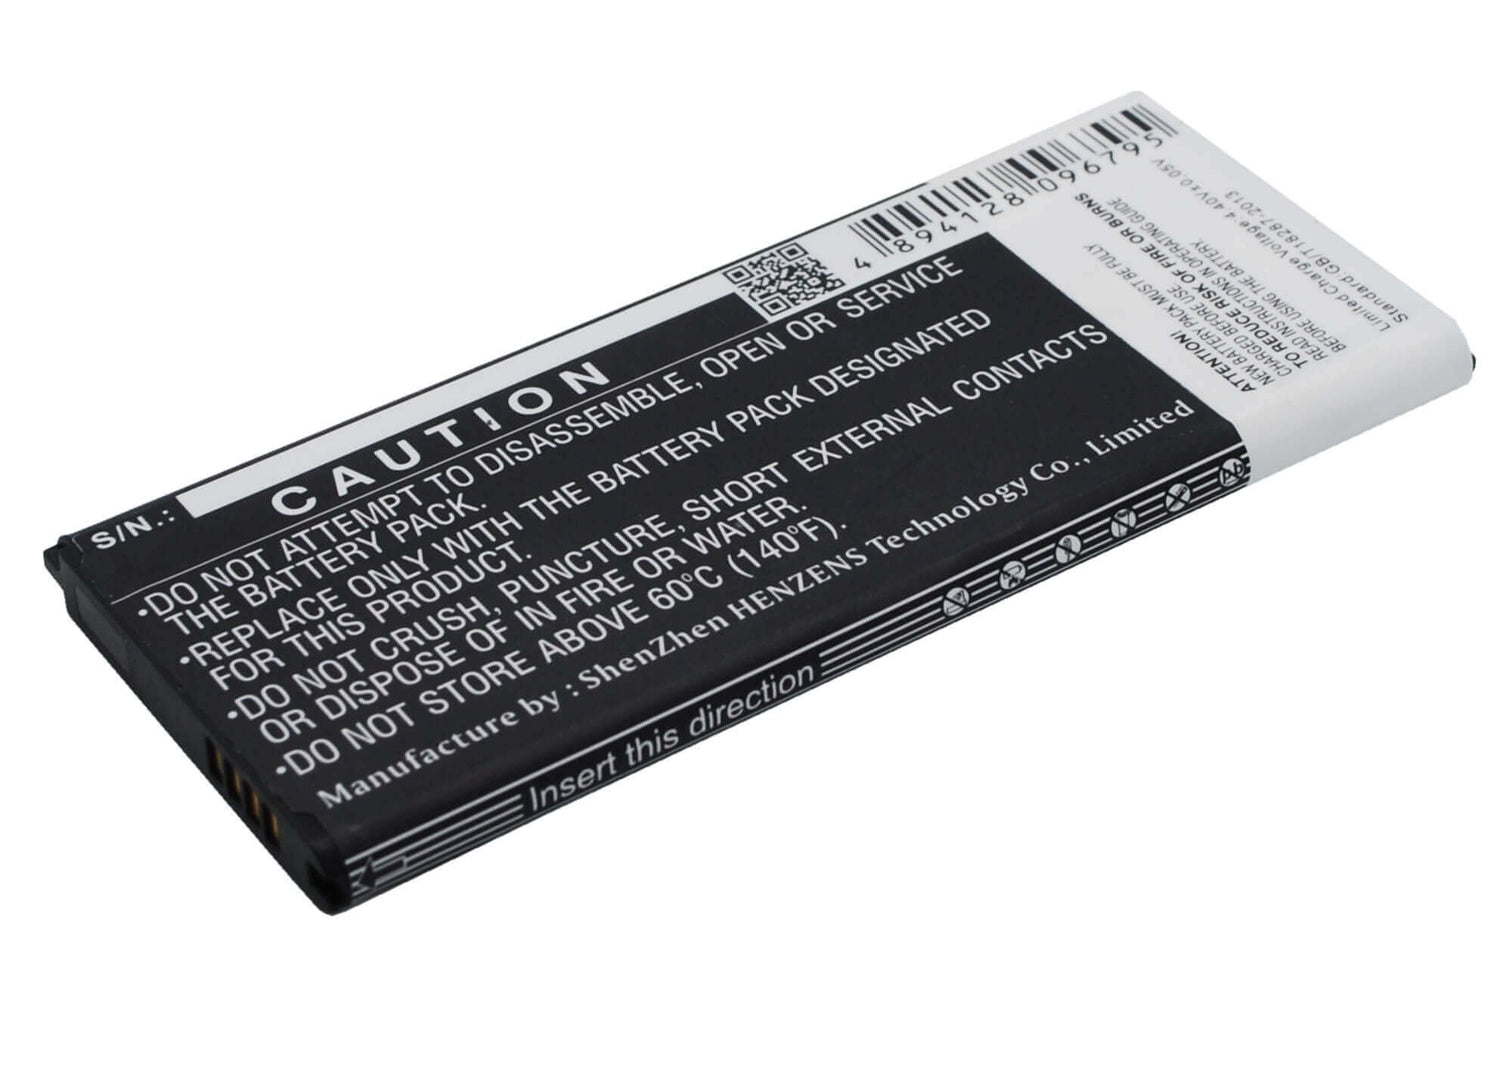 S/N.:
CAUTION
•DO NOT ATTEMPT TO DISASSEMBLE, OPEN OR SERVICE
THE BATTERY PACK.
•REPLACE ONLY WITH THE BATTERY PACK DESIGNATED
FOR THIS PRODUCT.
•DO NOT CRUSH, PUNCTURE, SHORT EXTERNAL CONTACTS
OR DISPOSE OF IN FIRE OR WATER.
•DO NOT STORE ABOVE 60°C (140°F).
Manufacture by : ShenZhen HENZENS Technology Co., Limited
Insert this direction
Pb
4 894128 096795
ATTENTION!
NEW BATTERY PACK MUST BE FULLY
CHARGED BEFORE USE.
TO REDUCE RISK OF FIRE OR BURNS
READ INSTRUCTIONS IN OPERATING GUIDE
BEFORE USING THE BATTERY.
Standard:GB/T18287-2013
Limited Charge Voltage 4.40V±0.05V